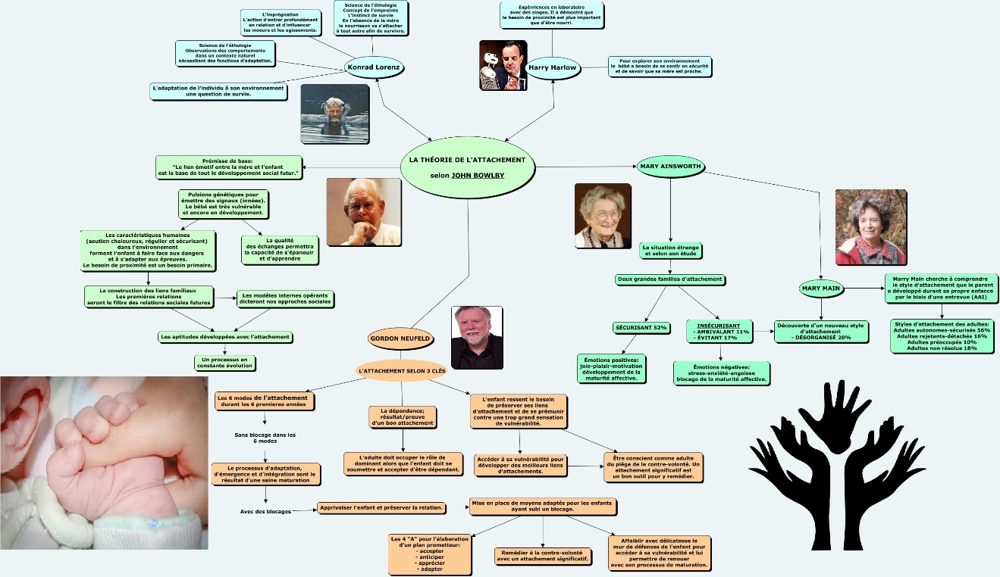 L'imprégnation
L'action d'entrer profondément
en relation et d'influencer
les moeurs et les agissements.
Science de l'éthologie
Concept de l'empreinte
L'instinct de survie
En l'absence de la mère
le nourrisson va s'attacher
à tout autre afin de survivre.
Science de l'éthologie
Observations des comportements
dans un contexte naturel
nécessitant des fonctions d'adaptation.
L'adaptation de l'individu à son environnement
une question de survie.
Konrad Lorenz
Expérriences en laboratoire
avec des singes. Il a démontré que
le besoin de proximité est plus important
que d'être nourri.
Harry Harlow
Pour explorer son environnement
le bébé a besoin de se sentir en sécurité
et de savoir que sa mère est proche.
LA THÉORIE DE L'ATTACHEMENT
selon JOHN BOWLBY
Prémisse de base:
"Le lien émotif entre la mère et l'enfant
est la base de tout le développement social futur."
Pulsions génétiques pour
émettre des signaux (innées).
Le bébé est très vulnérable
et encore en développement.
Les caractéristiques humaines
(soutien chaleureux, régulier et sécurisant)
dans l'environnement
forment l'enfant à faire face aux dangers
et à s'adapter aux épreuves.
Le besoin de proximité est un besoin primaire.
La qualité
des échanges permettra
la capacité de s'épanouir
et d'apprendre
La construction des liens familiaux
Les premières relations
seront le filtre des relations sociales futures
Les modèles internes opérants
dicteront nos approches sociales
Les aptitudes développées avec l'attachement
Un processus en
constante évolution
MARY AINSWORTH
La situation étrange
et selon son étude
Deux grandes familles d'attachement
SÉCURISANT 52%
INSÉCURISANT
- AMBIVALANT 11%
- ÉVITANT 17%
Émotions positives:
joie-plaisir-motivation
développement de la
maturité affective.
Émotions négatives:
stress-anxiété-angoisse
blocage de la maturité affective.
MARY MAIN
Découverte d'un nouveau style
d'attachement
- DÉSORGANISÉ 20%
Marry Main cherche à comprendre
le style d'attachement que le parent
a développé durant sa propre enfance
par le biais d'une entrevue (AAI)
Styles d'attachement des adultes:
Adultes autonomes-sécurisés 56%
Adultes rejetants-détachés 16%
Adultes préoccupés 10%
Adultes non résolus 18%
GORDON NEUFELD
L'ATTACHEMENT SELON 3 CLÉS
Les 6 modes de l'attachement
durant les 6 premieres années
Sans blocage dans les
6 modes
Le processus d'adaptation,
d'émergence et d'intégration sont le
résultat d'une saine maturation
Avec des blocages
Apprivoiser l'enfant et préserver la relation.
La dépendance;
résultat/preuve
d'un bon attachement
L'adulte doit occuper le rôle de
dominant alors que l'enfant doit se
soumettre et accepter d'être dépendant.
L'enfant ressent le besoin
de préserver ses liens
d'attachement et de se prémunir
contre une trop grand sensation
de vulnérabilité.
Accéder à sa vulnérabilité pour
développer des meilleurs liens
d'attachements.
Être conscient comme adulte
du piège de la contre-volonté. Un
attachement significatif est
un bon outil pour y remédier.
Mise en place de moyens adaptés pour les enfants
ayant subi un blocage.
Les 4 "A" pour l'élaboration
d'un plan prometteur:
- accepter
- anticiper
- apprécier
- adapter
Remédier à la contre-volonté
avec un attachement significatif.
Affaiblir avec délicatesse le
mur de défenses de l'enfant pour
accéder à sa vulnérabilité et lui
permettre de renouer
avec son processus de maturation.